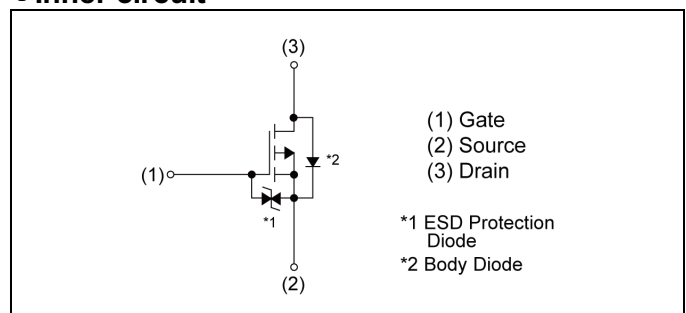 Inner circuit
(3)
(1) Gate
(2) Source
(3) Drain
*2
(1)
*1
*1 ESD Protection
Diode
*2 Body Diode
(2)